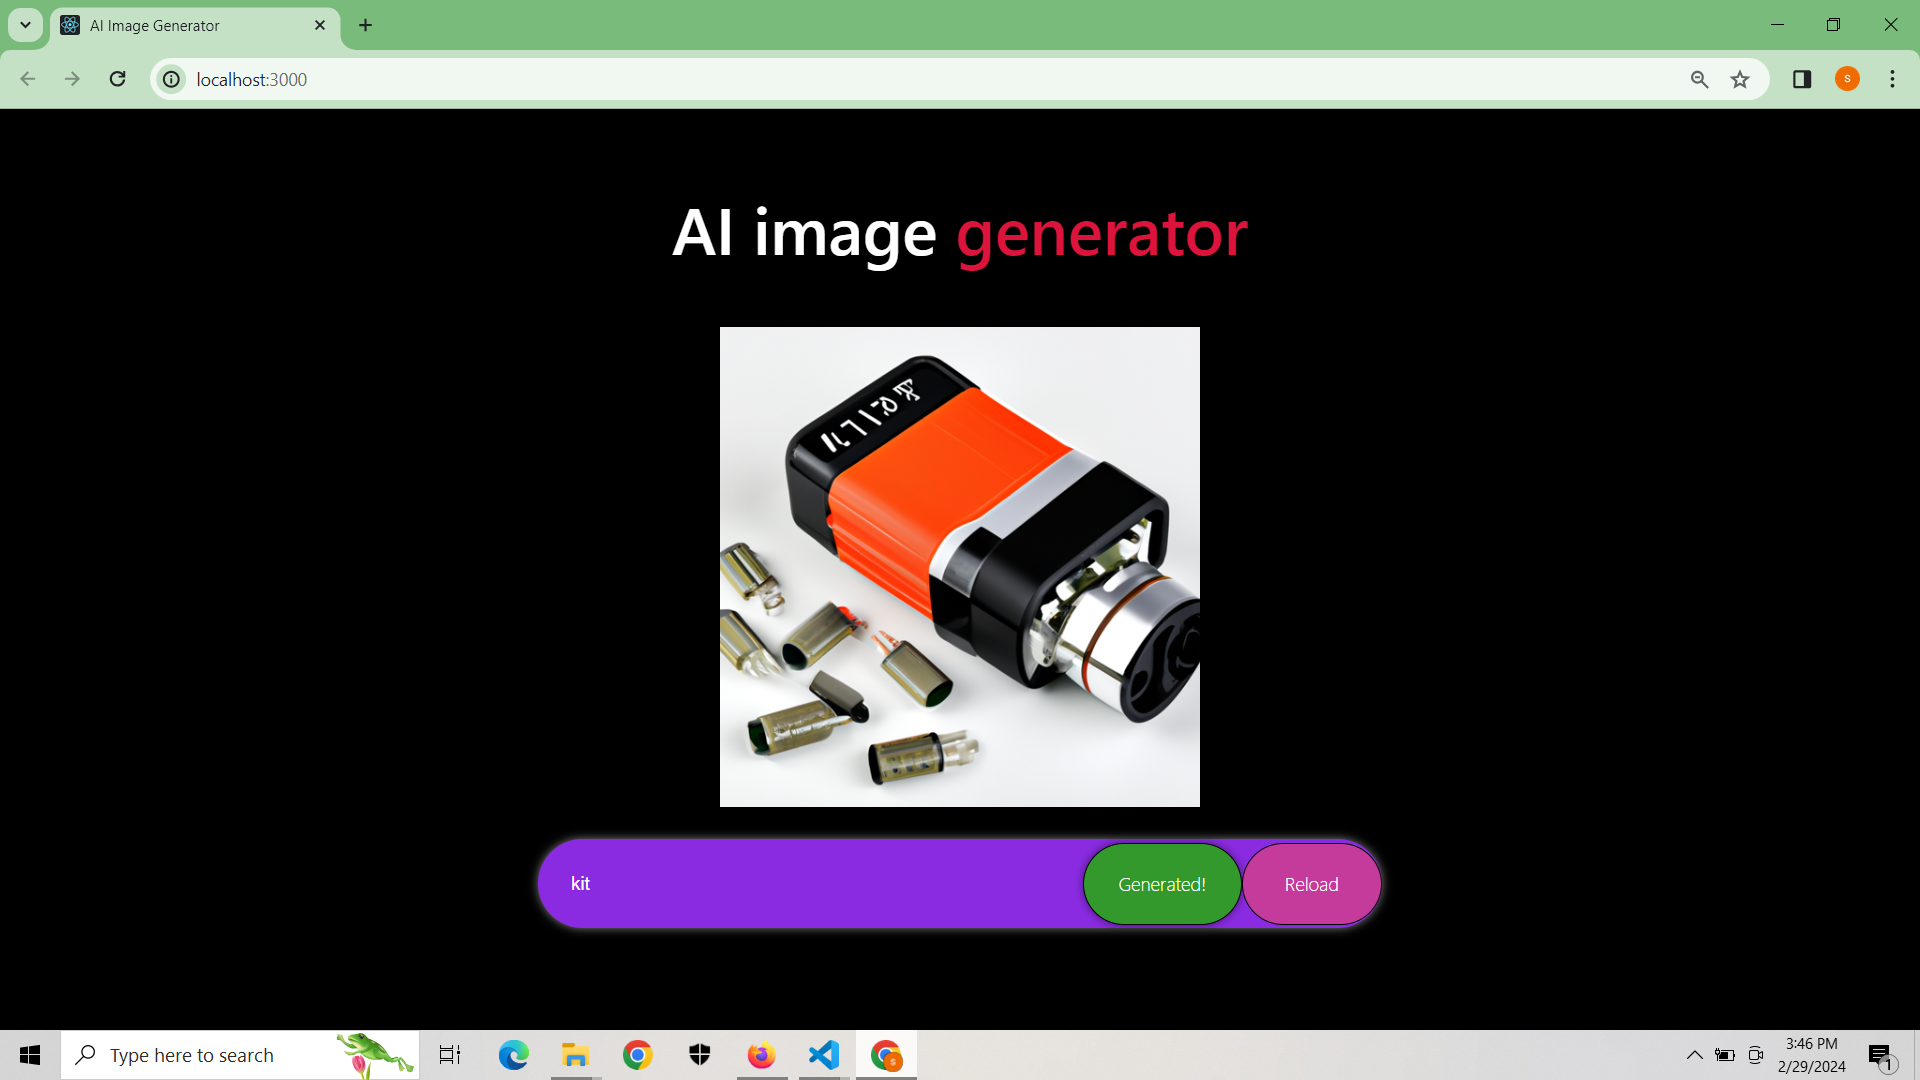 AI Image Generator
localhost:3000
S
AI image generator
kit
Generated!
Reload
Type here to search
3:46 PM
2/29/2024
1